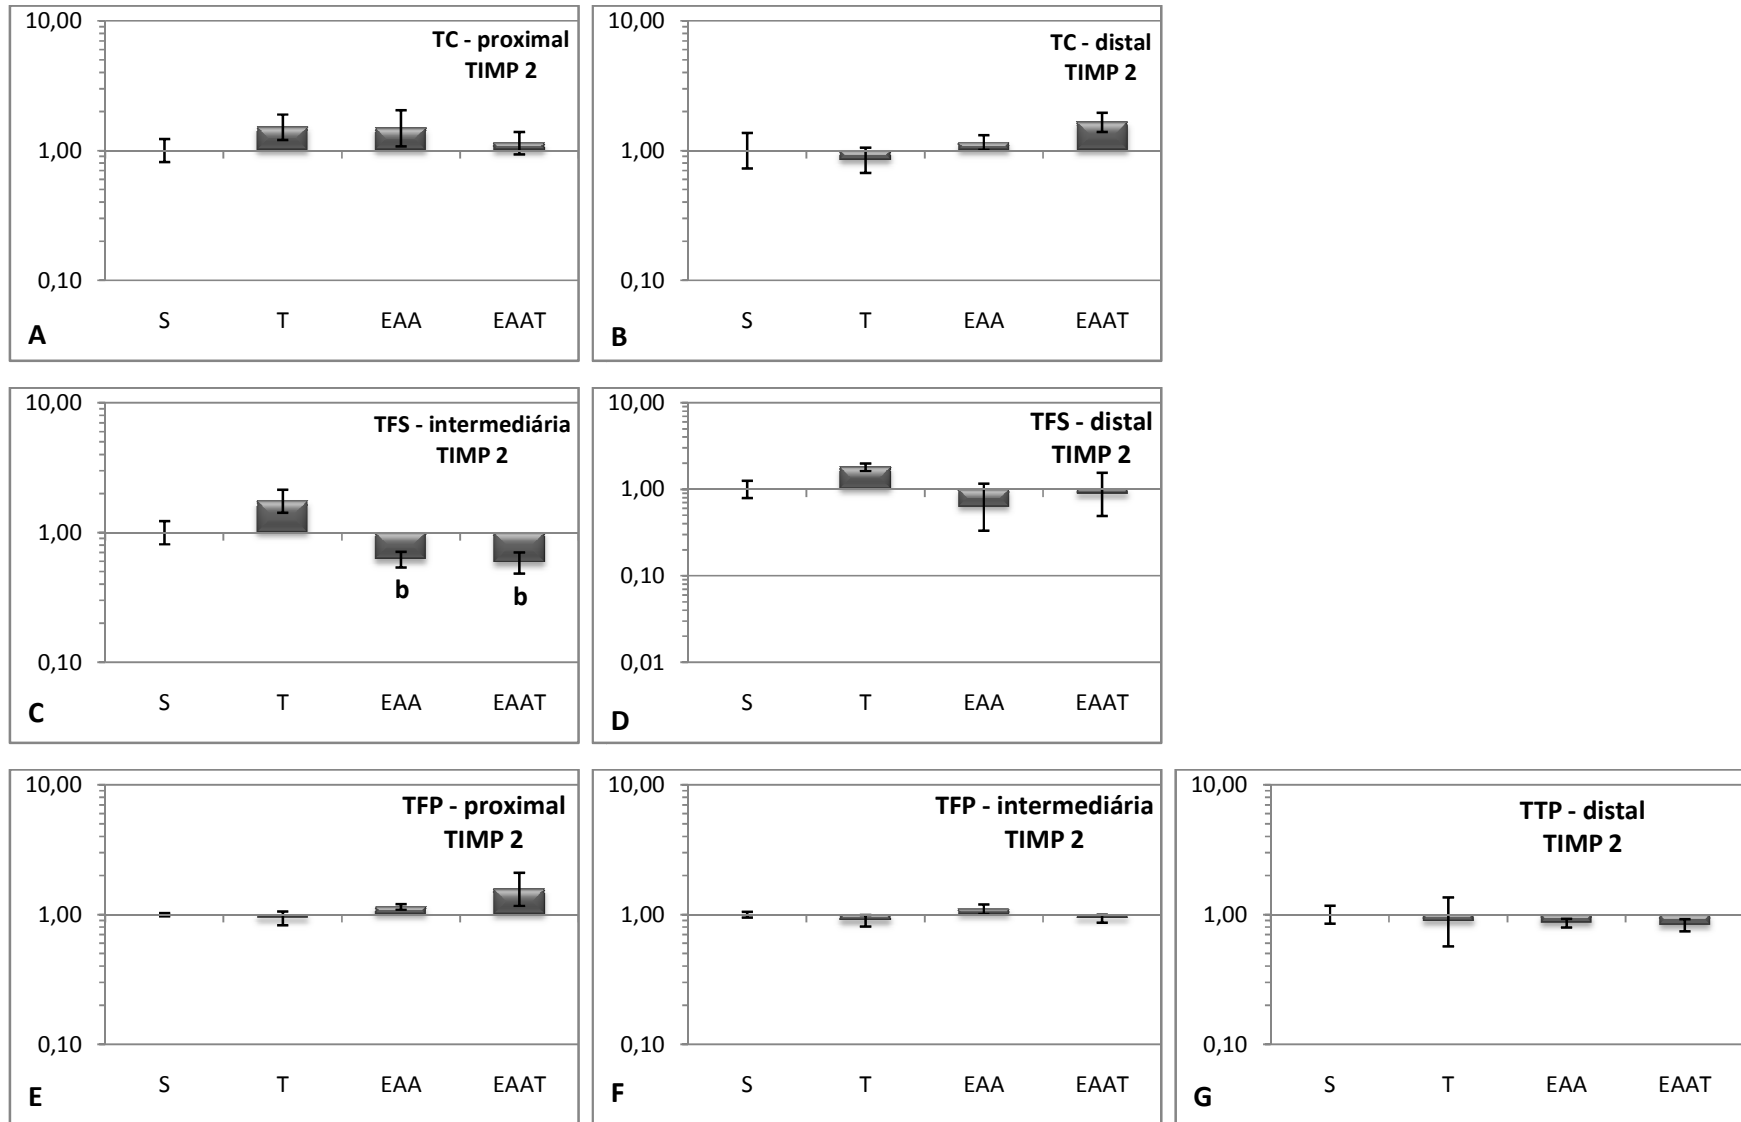 TC - proximal
TIMP 2
10,00
1,00
0,10
S T EAA EAAT
A
TC - distal
TIMP 2
10,00
1,00
0,10
S T EAA EAAT
B
TFS - intermediária
TIMP 2
10,00
1,00
0,10
b b
S T EAA EAAT
C
TFS - distal
TIMP 2
10,00
1,00
0,10
0,01
S T EAA EAAT
D
TFP - proximal
TIMP 2
10,00
1,00
0,10
S T EAA EAAT
E
TFP - intermediária
TIMP 2
10,00
1,00
0,10
S T EAA EAAT
F
TTP - distal
TIMP 2
10,00
1,00
0,10
S T EAA EAAT
G